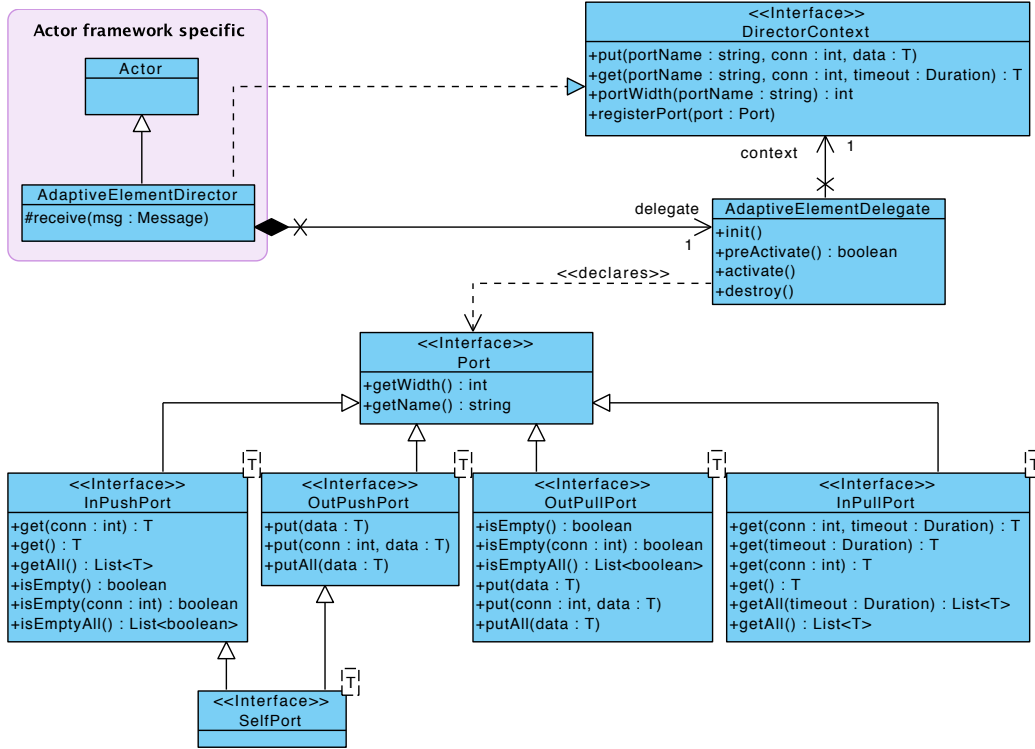 Actor framework specific
Actor
AdaptiveElementDirector
#receive(msg : Message)
<<Interface>>
DirectorContext
+put(portName : string, conn : int, data : T)
+get(portName : string, conn : int, timeout : Duration) : T
+portWidth(portName : string) : int
+registerPort(port : Port)
context
1
delegate
1
AdaptiveElementDelegate
+init()
+preActivate() : boolean
+activate()
+destroy()
<<declares>>
<<Interface>>
Port
+getWidth() : int
+getName() : string
T
<<Interface>>
InPushPort
+get(conn : int) : T
+get() : T
+getAll() : List<T>
+isEmpty() : boolean
+isEmpty(conn : int) : boolean
+isEmptyAll() : List<boolean>
T
<<Interface>>
OutPushPort
+put(data : T)
+put(conn : int, data : T)
+putAll(data : T)
T
<<Interface>>
OutPullPort
+isEmpty() : boolean
+isEmpty(conn : int) : boolean
+isEmptyAll() : List<boolean>
+put(data : T)
+put(conn : int, data : T)
+putAll(data : T)
T
<<Interface>>
InPullPort
+get(conn : int, timeout : Duration) : T
+get(timeout : Duration) : T
+get(conn : int) : T
+get() : T
+getAll(timeout : Duration) : List<T>
+getAll() : List<T>
T
<<Interface>>
SelfPort